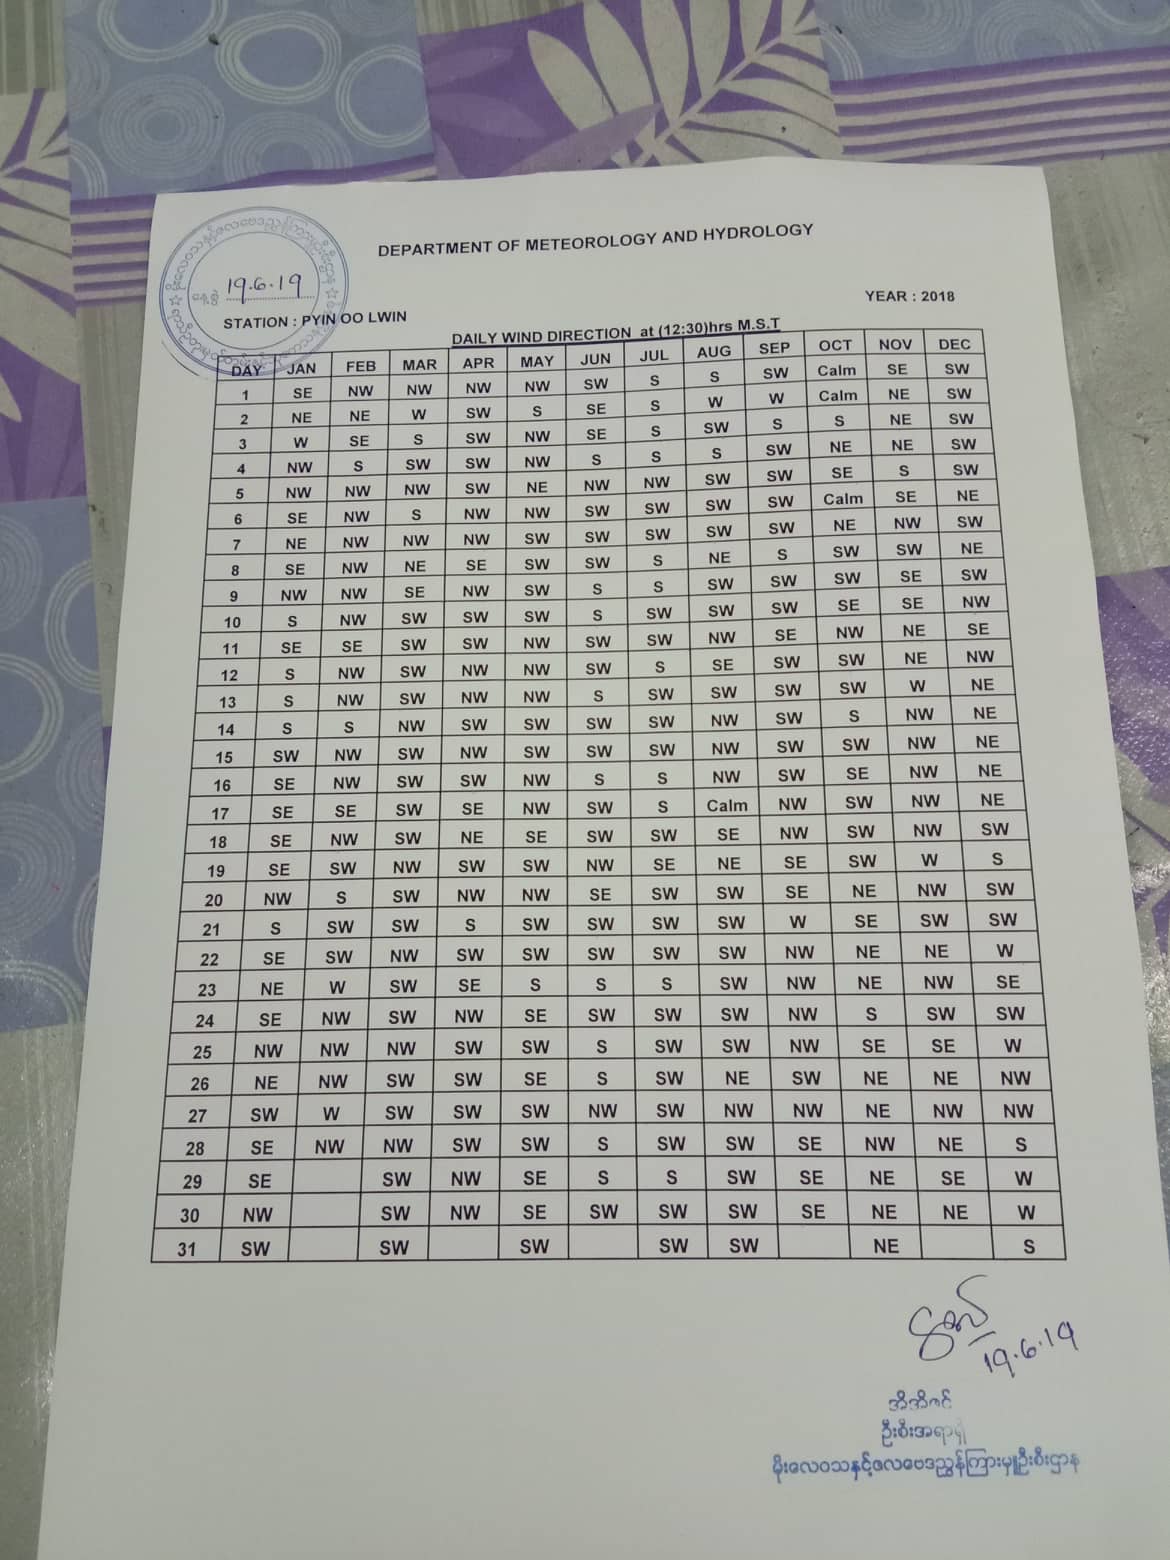 19.6.19
DEPARTMENT OF METEOROLOGY AND HYDROLOGY
YEAR : 2018
STATION : PYIN OO LWIN
DAILY WIND DIRECTION at (12:30)hrs M.S.T
DAY JAN FEB MAR APR MAY JUN JUL AUG SEP OCT NOV DEC
1 SE NW NW NW NW SW S S SW Calm SE SW
2 NE NE W SW S SE S W W Calm NE SW
3 W SE S SW NW SE S SW S S NE SW
4 NW S SW SW NW S S S SW NE NE SW
5 NW NW NW SW NE NW NW SW SW SE S SW
6 SE NW S NW NW SW SW SW SW Calm SE NE
7 NE NW NW NW SW SW SW SW SW NE NW SW
8 SE NW NE SE SW SW S NE S SW SW NE
9 NW NW SE NW SW S S SW SW SW SE SW
10 S NW SW SW SW S SW SW SW SE SE NW
11 SE SE SW SW NW SW SW NW SE NW NE SE
12 S NW SW NW NW SW S SE SW SW NE NW
13 S NW SW NW NW S SW SW SW SW W NE
14 S S NW SW SW SW SW NW SW S NW NE
15 SW NW SW NW SW SW SW NW SW SW NW NE
16 SE NW SW SW NW S S NW SW SE NW NE
17 SE SE SW SE NW SW S Calm NW SW NW NE
18 SE NW SW NE SE SW SW SE NW SW NW SW
19 SE SW NW SW SW NW SE NE SE SW W S
20 NW S SW NW NW SE SW SW SE NE NW SW
21 S SW SW S SW SW SW SW W SE SW SW
22 SE SW NW SW SW SW SW SW NW NE NE W
23 NE W SW SE S S S SW NW NE NW SE
24 SE NW SW NW SE SW SW SW NW S SW SW
25 NW NW NW SW SW S SW SW NW SE SE W
26 NE NW SW SW SE S SW NE SW NE NE NW
27 SW W SW SW SW NW SW NW NW NE NW NW
28 SE NW NW SW SW S SW SW SE NW NE S
29 SE SW NW SE S S SW SE NE SE W
30 NW SW NW SE SW SW SW SE NE NE W
31 SW SW SW SW SW NE S
19.6.19
အိအိဇင်
ဦးစီးအရာရှိ
မိုးလေဝသနှင့်ဇလဗေဒညွှန်ကြားမှုဦးစီးဌာန